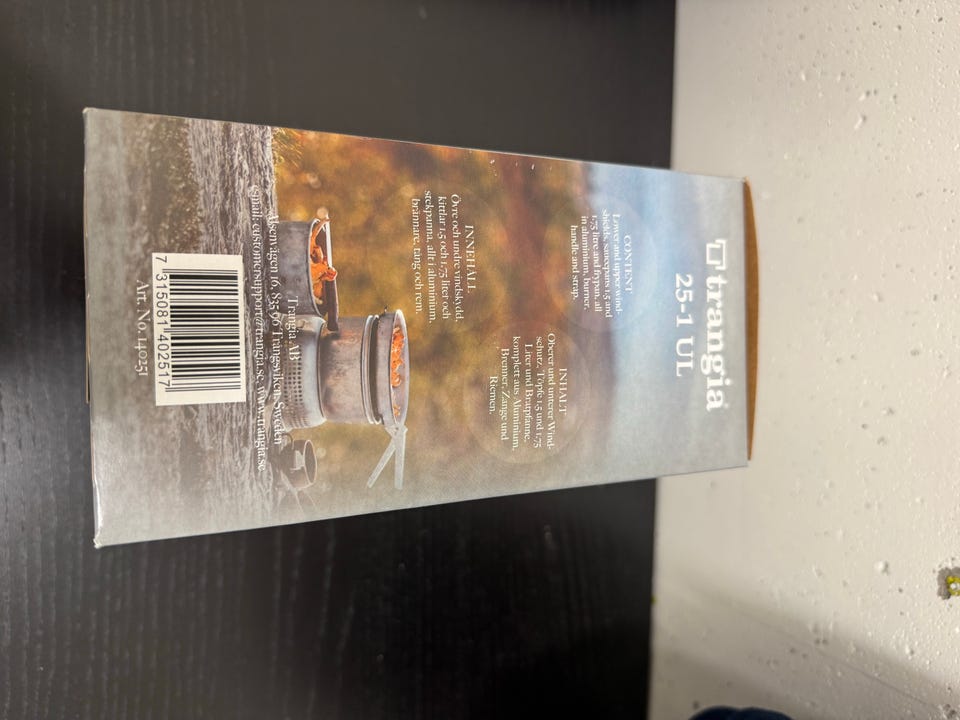 trangia
25-1 UL
CONTENT
Lower and upper wind-
shields, saucepans 1.5 and
1.75 litre and frypan, all
in aluminium, burner,
handle and strap.
INHALT
Oberer und unterer Wind-
schutz, Töpfe 1,5 und 1,75
Liter und Bratpfanne,
komplett aus Aluminium,
Brenner, Zange und
Riemen.
INNEHÅLL
Övre och undre vindskydd,
kittlar 1,5 och 1,75 liter och
stekpanna, allt i aluminium,
brännare, tång och rem.
Trangia AB
Alsenvägen 16, 835 96 Trångsviken, Sweden
email: customersupport@trangia.se, www.trangia.se
7 315081 402517
Art. No. 140251